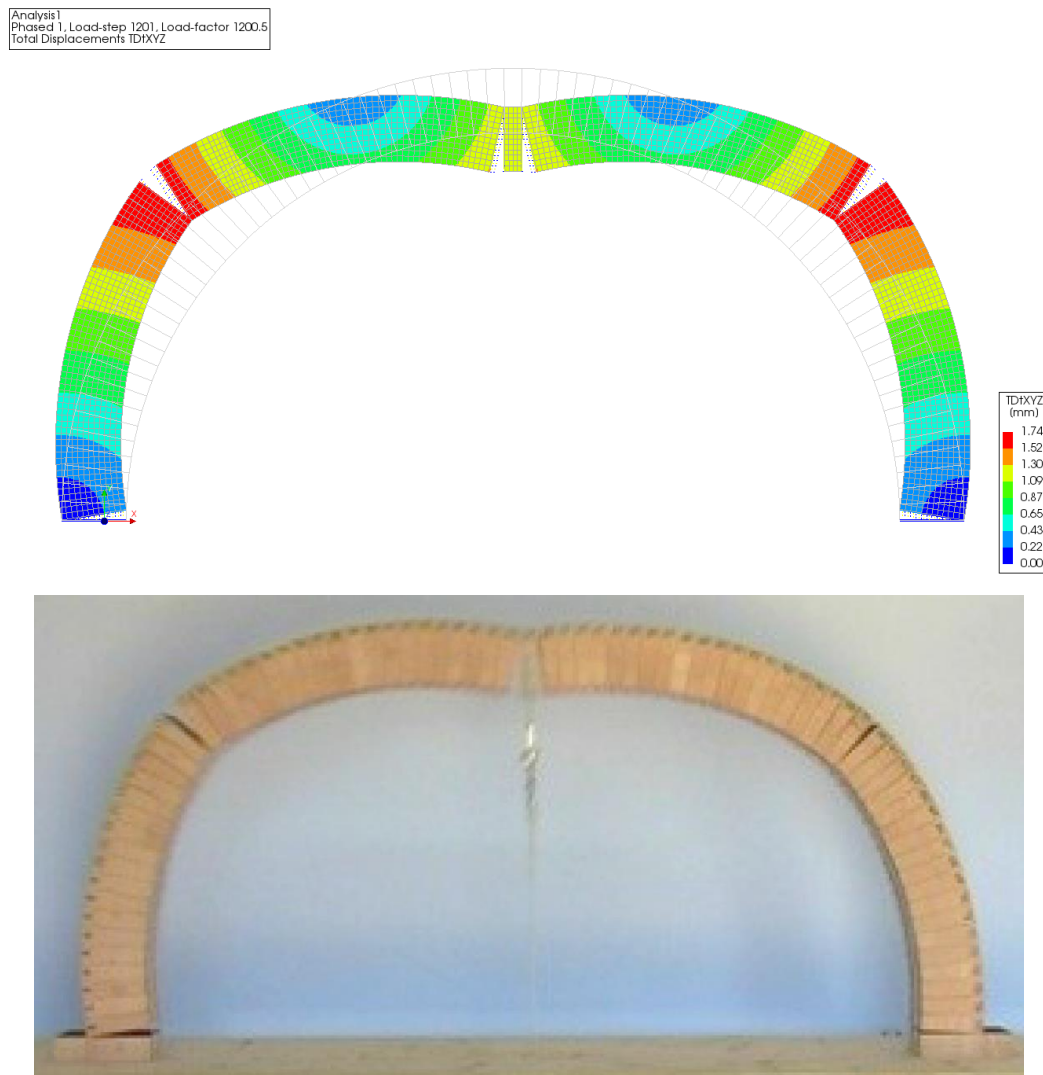 Analysis1
Phased 1, Load-step 1201, Load-factor 1200.5
Total Displacements TDtXYZ
TDtXYZ
(mm)
1.74
1.52
1.30
1.09
0.87
0.65
0.43
0.22
0.00
X